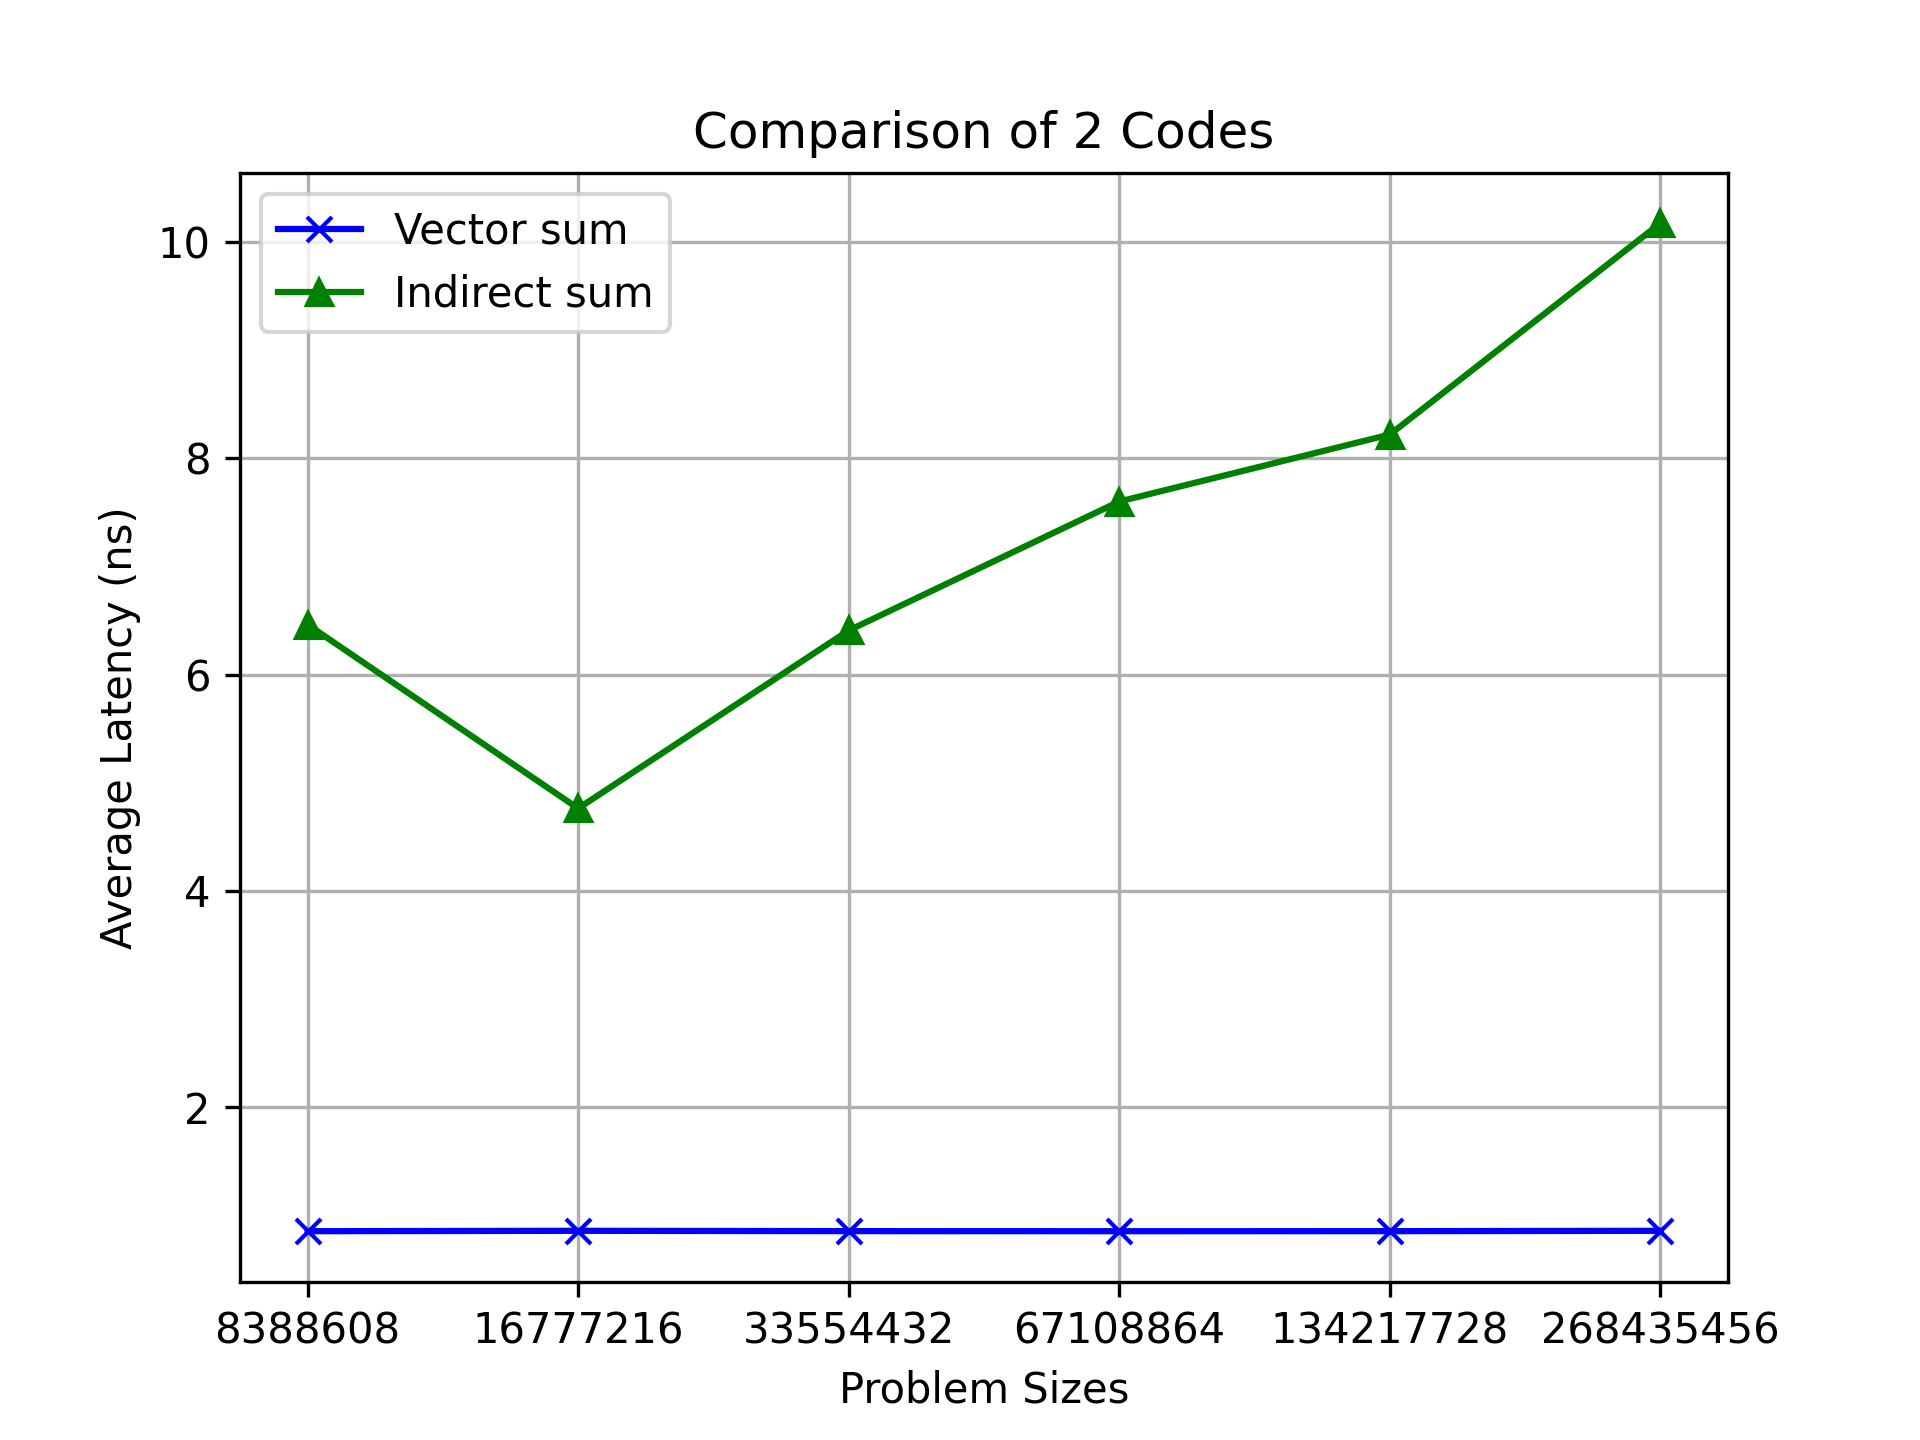 Comparison of 2 Codes
Vector sum
Indirect sum
10
8
6
4
2
Average Latency (ns)
8388608 16777216 33554432 67108864 134217728 268435456
Problem Sizes